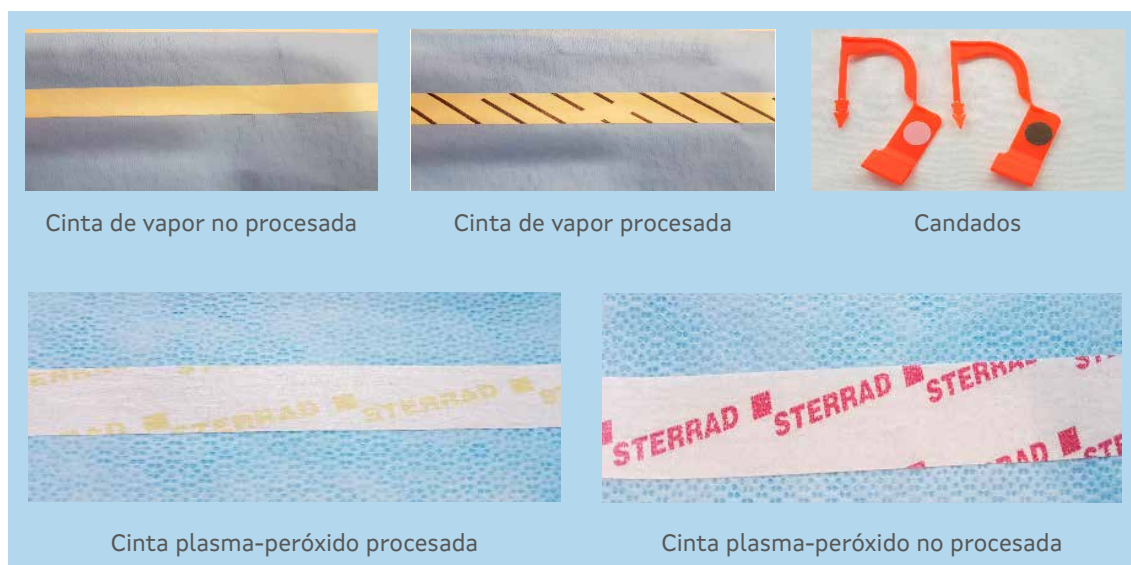 Cinta de vapor no procesada
Cinta de vapor procesada
Candados
STERRAD STERRAD
STERRAD STERRAD STERRAD
Cinta plasma-peróxido procesada
Cinta plasma-peróxido no procesada